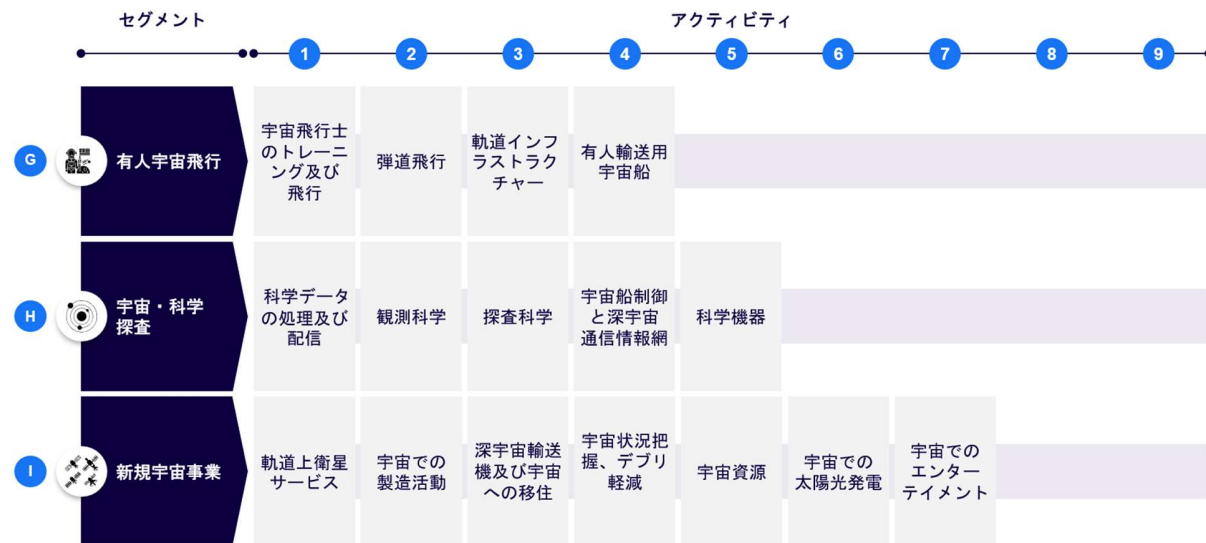 セグメント
アクティビティ
1
2
3
4
5
6
7
8
9
G
有人宇宙飛行
宇宙飛行士
のトレーニ
ング及び
飛行
弾道飛行
軌道インフ
ラストラク
チャー
有人輸送用
宇宙船
H
宇宙・科学
探査
科学データ
の処理及び
配信
観測科学
探査科学
宇宙船制御
と深宇宙
通信情報網
科学機器
I
新規宇宙事業
軌道上衛星
サービス
宇宙での
製造活動
深宇宙輸送
機及び宇宙
への移住
宇宙状況把
握、デブリ
軽減
宇宙資源
宇宙での
太陽光発電
宇宙での
エンター
テイメント